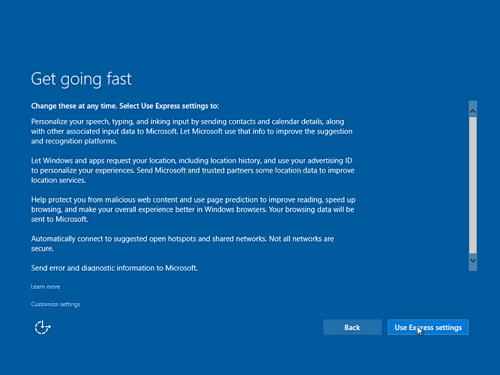 Get going fast
Change these at any time. Select Use Express settings to:
Personalize your speech, typing, and inking input by sending contacts and calendar details, along
with other associated input data to Microsoft. Let Microsoft use that info to improve the suggestion
and recognition platforms.
Let Windows and apps request your location, including location history, and use your advertising ID
to personalize your experiences. Send Microsoft and trusted partners some location data to improve
location services.
Help protect you from malicious web content and use page prediction to improve reading, speed up
browsing, and make your overall experience better in Windows browsers. Your browsing data will be
sent to Microsoft.
Automatically connect to suggested open hotspots and shared networks. Not all networks are
secure.
Send error and diagnostic information to Microsoft.
Learn more
Customize settings
Back
Use Express settings